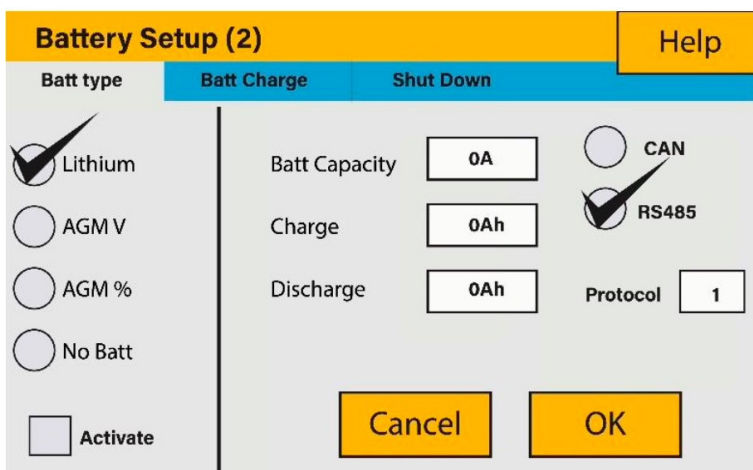 Battery Setup (2)
Help
Batt type
Batt Charge
Shut Down
Lithium
AGM V
AGM %
No Batt
Activate
Batt Capacity 0A
Charge 0Ah
Discharge 0Ah
CAN
RS485
Protocol 1
Cancel
OK